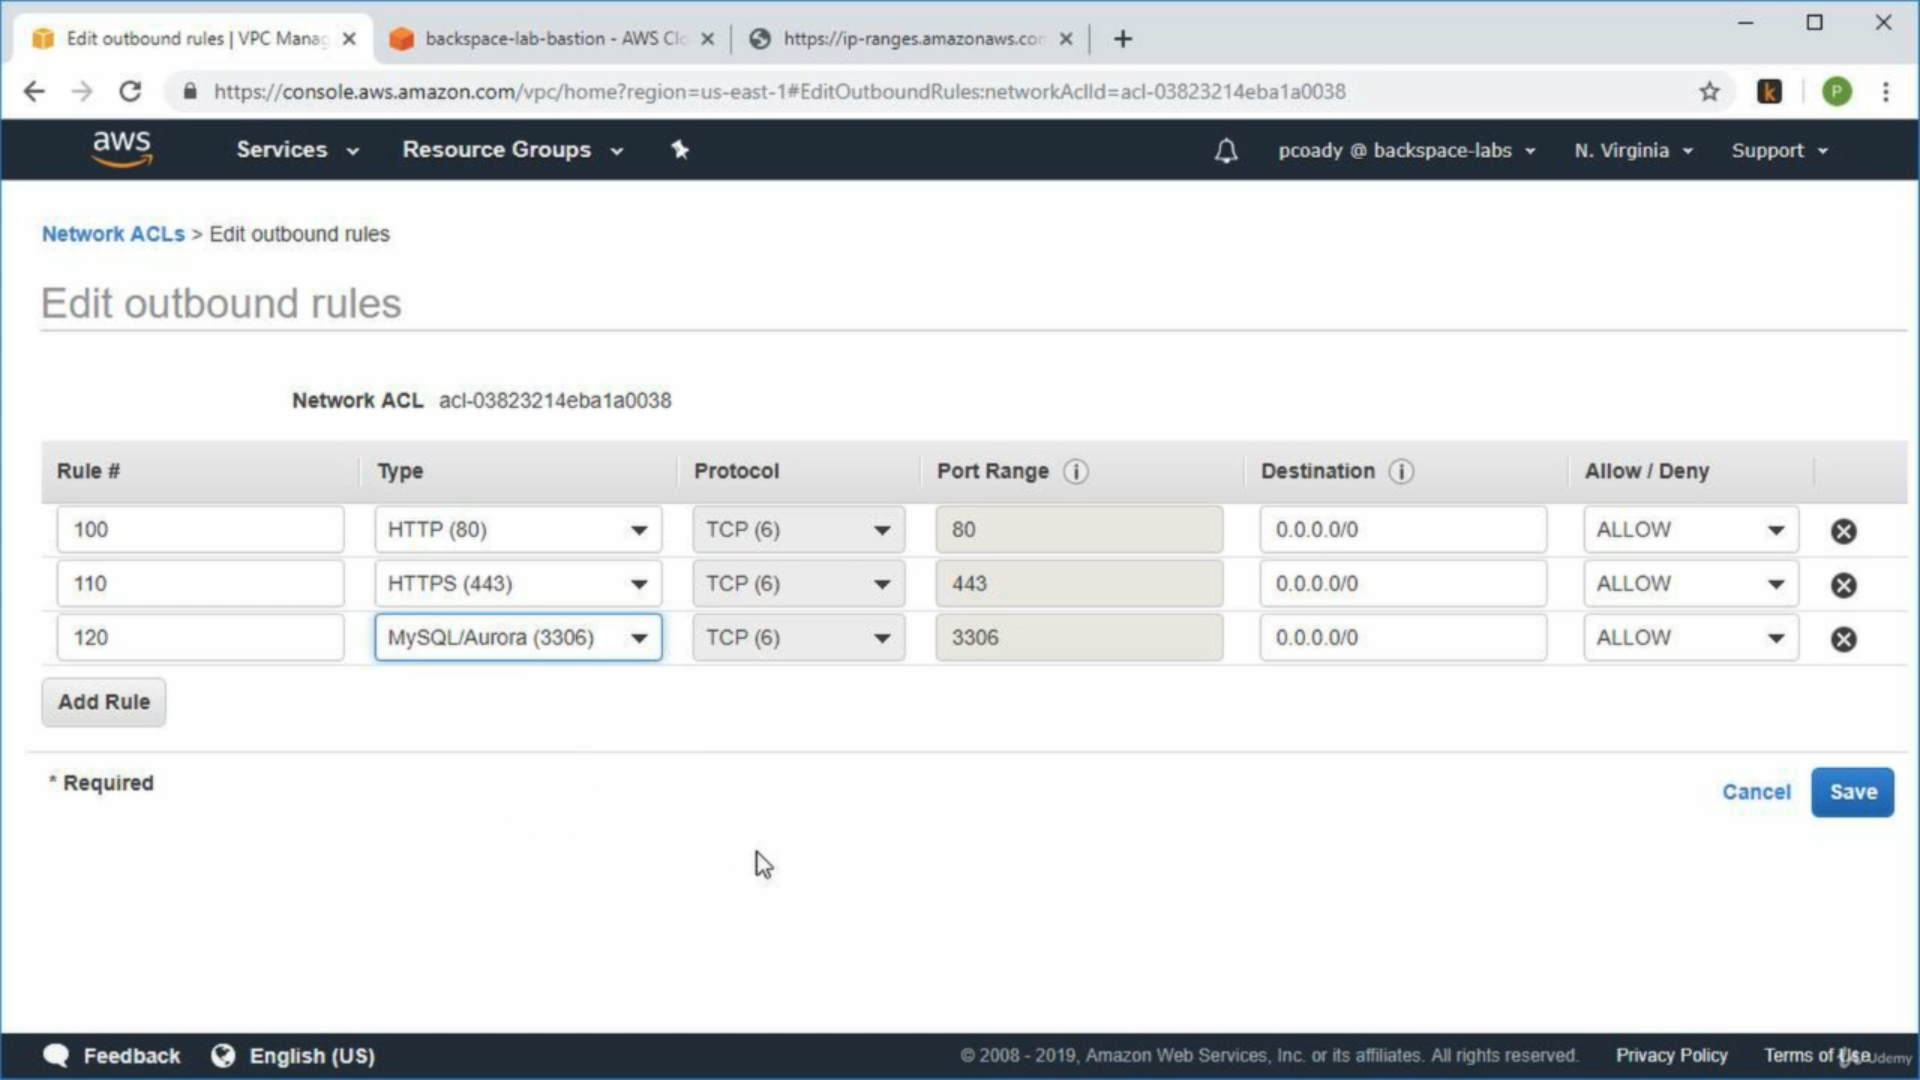 Edit outbound rules | VPC Manag
backspace-lab-bastion - AWS Clo
https://ip-ranges.amazonaws.con
https://console.aws.amazon.com/vpc/home?region=us-east-1#EditOutboundRules:networkAclId=acl-03823214eba1a0038
k
P
aws
Services
Resource Groups
pcoady @ backspace-labs
N. Virginia
Support
Network ACLs > Edit outbound rules
Edit outbound rules
Network ACL acl-03823214eba1a0038
Rule # Type Protocol Port Range i Destination i Allow / Deny
100 HTTP (80) TCP (6) 80 0.0.0.0/0 ALLOW
110 HTTPS (443) TCP (6) 443 0.0.0.0/0 ALLOW
120 MySQL/Aurora (3306) TCP (6) 3306 0.0.0.0/0 ALLOW
Add Rule
* Required
Cancel
Save
Feedback
English (US)
© 2008 - 2019, Amazon Web Services, Inc. or its affiliates. All rights reserved.
Privacy Policy
Terms of Use
Udemy